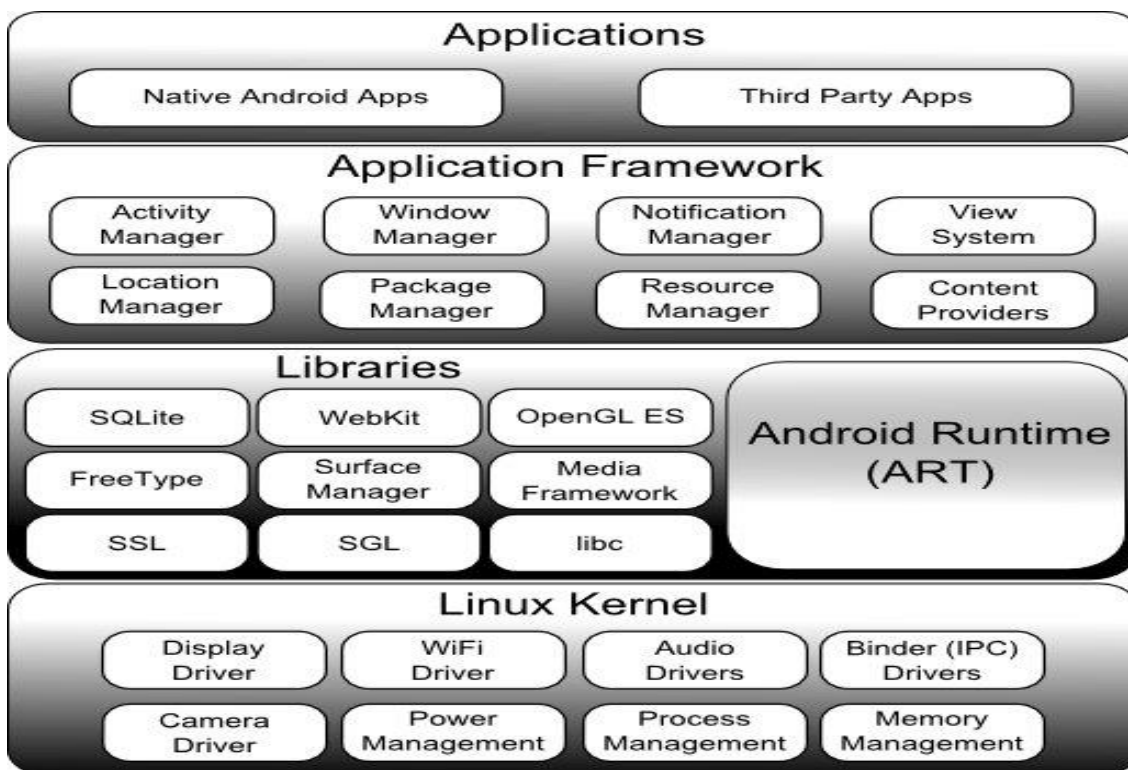 Applications
Native Android Apps
Third Party Apps
Application Framework
Activity
Manager
Window
Manager
Notification
Manager
View
System
Location
Manager
Package
Manager
Resource
Manager
Content
Providers
Libraries
SQLite
WebKit
OpenGL ES
FreeType
Surface
Manager
Media
Framework
SSL
SGL
libc
Android Runtime
(ART)
Linux Kernel
Display
Driver
WiFi
Driver
Audio
Drivers
Binder (IPC)
Drivers
Camera
Driver
Power
Management
Process
Management
Memory
Management